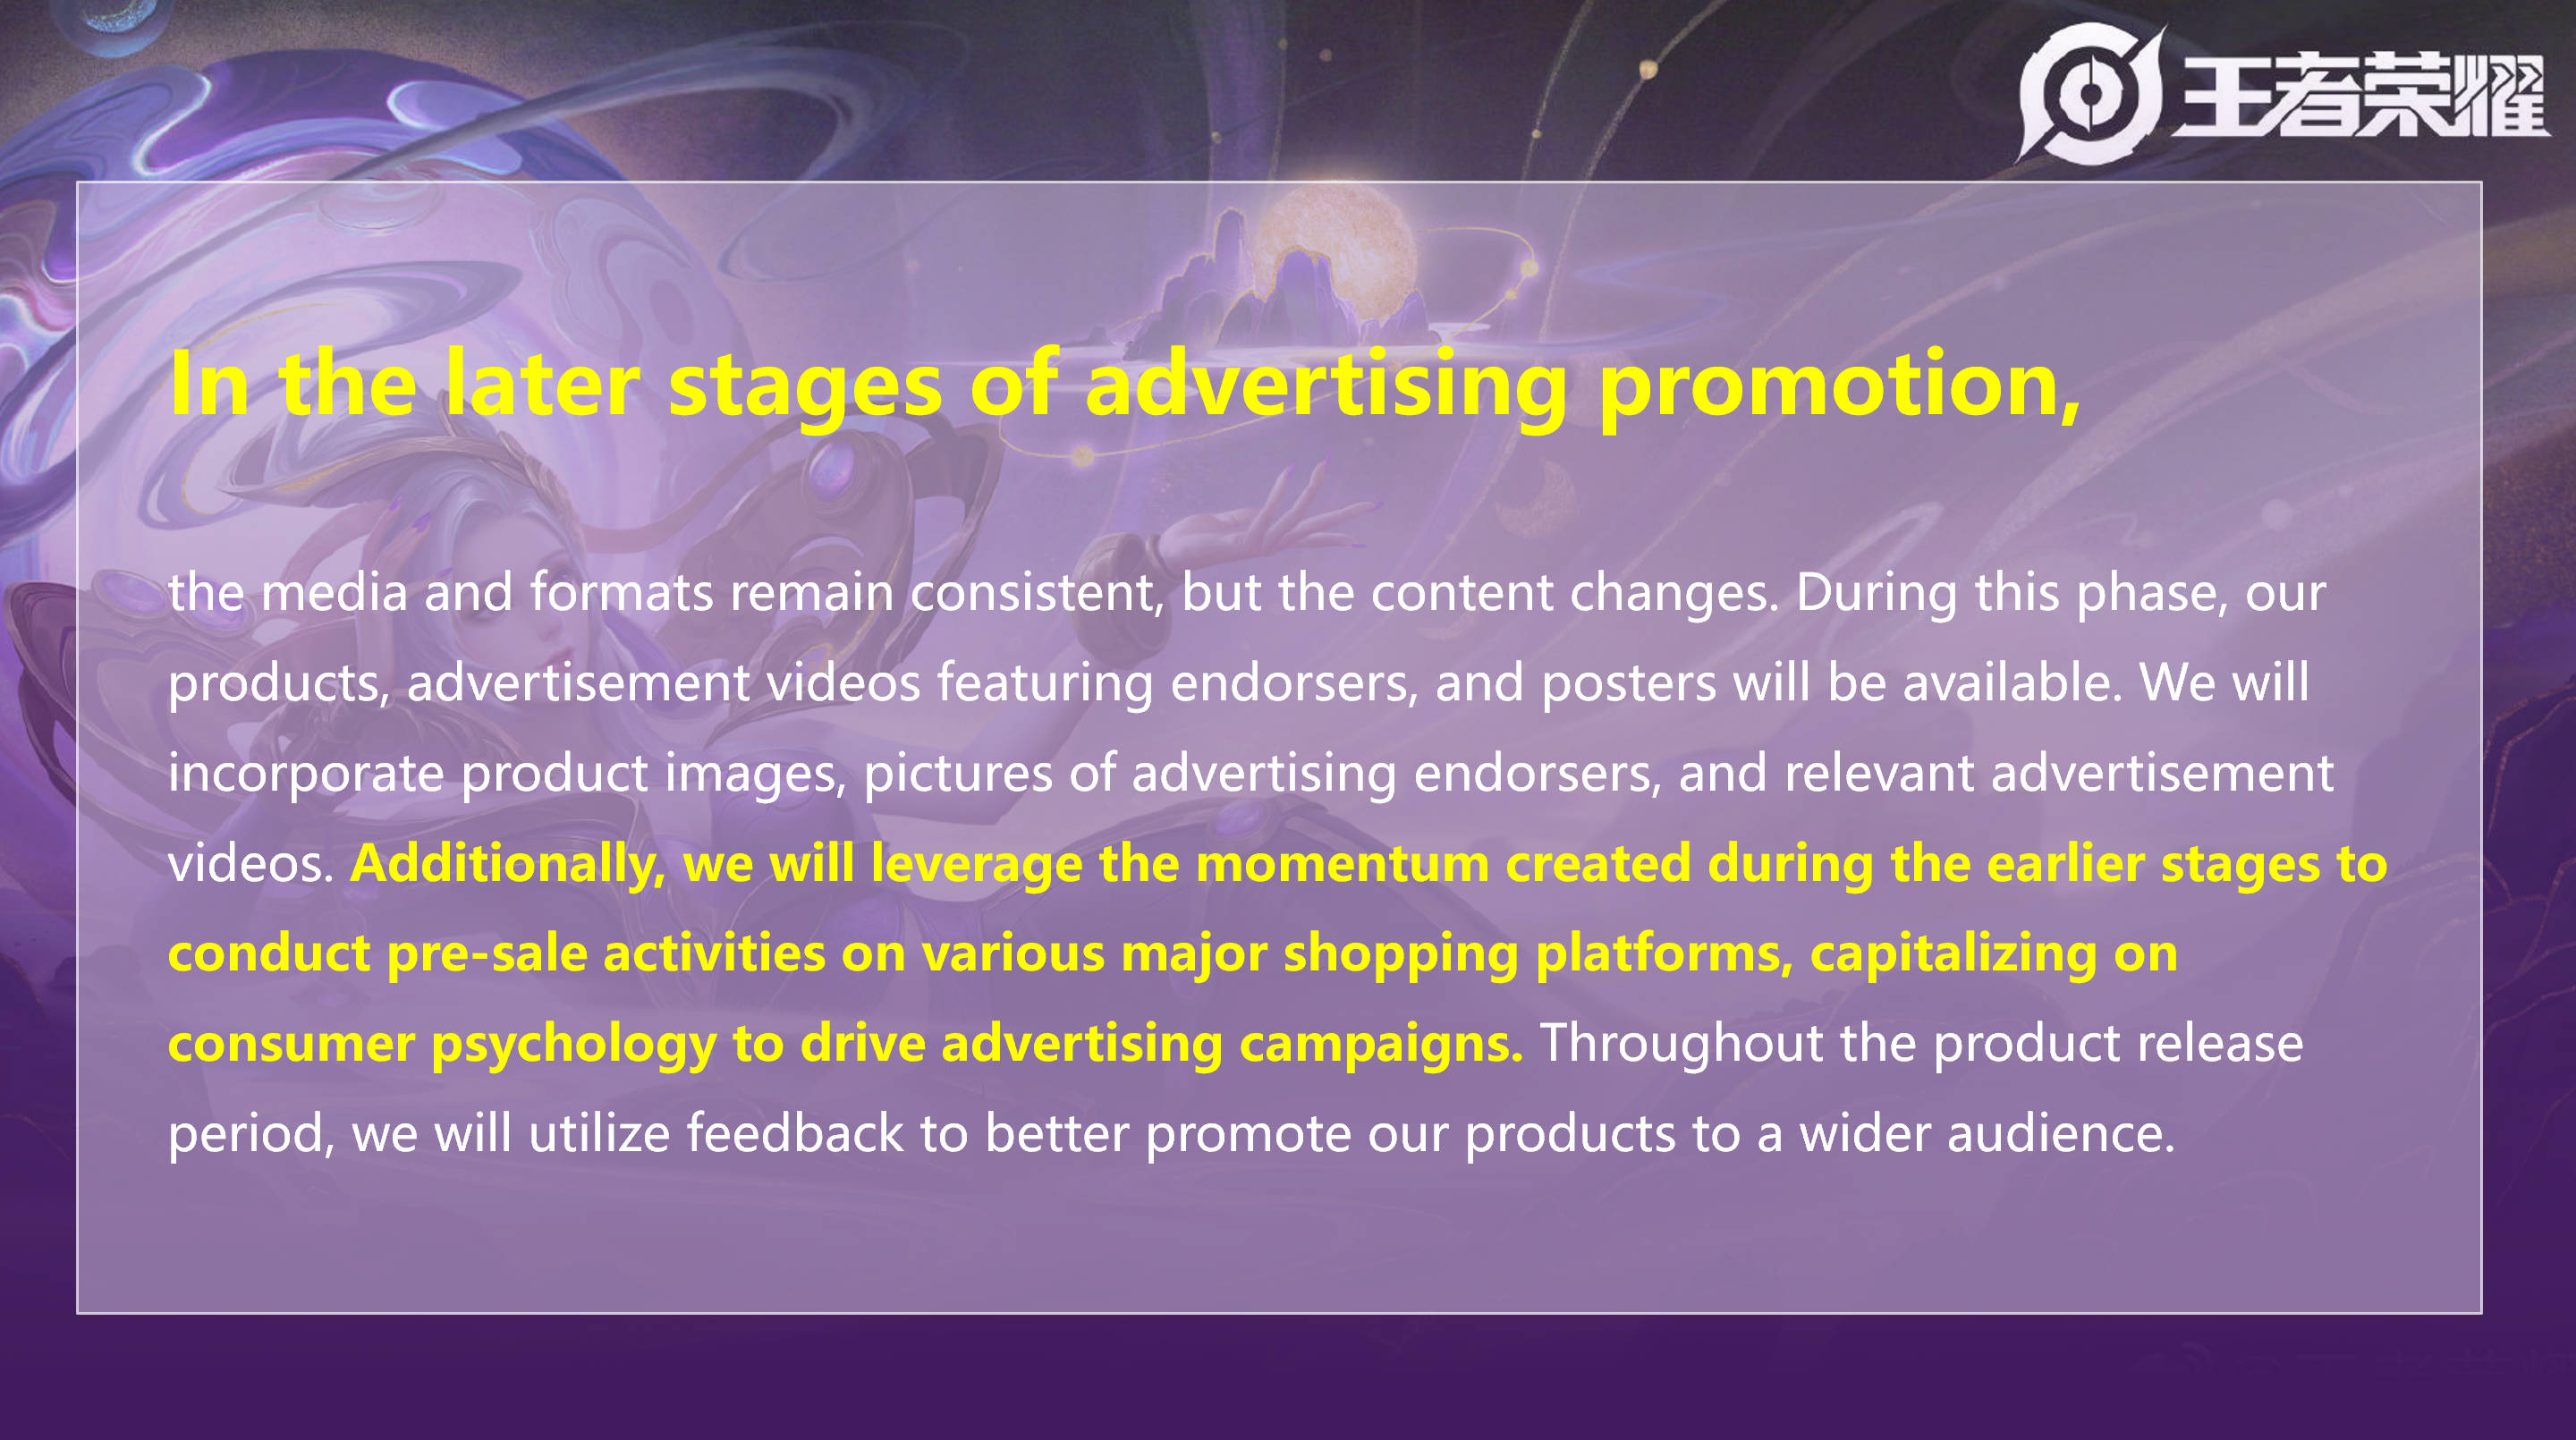 王者荣耀
In the later stages of advertising promotion,
the media and formats remain consistent, but the content changes. During this phase, our
products, advertisement videos featuring endorsers, and posters will be available. We will
incorporate product images, pictures of advertising endorsers, and relevant advertisement
videos. Additionally, we will leverage the momentum created during the earlier stages to
conduct pre-sale activities on various major shopping platforms, capitalizing on
consumer psychology to drive advertising campaigns. Throughout the product release
period, we will utilize feedback to better promote our products to a wider audience.